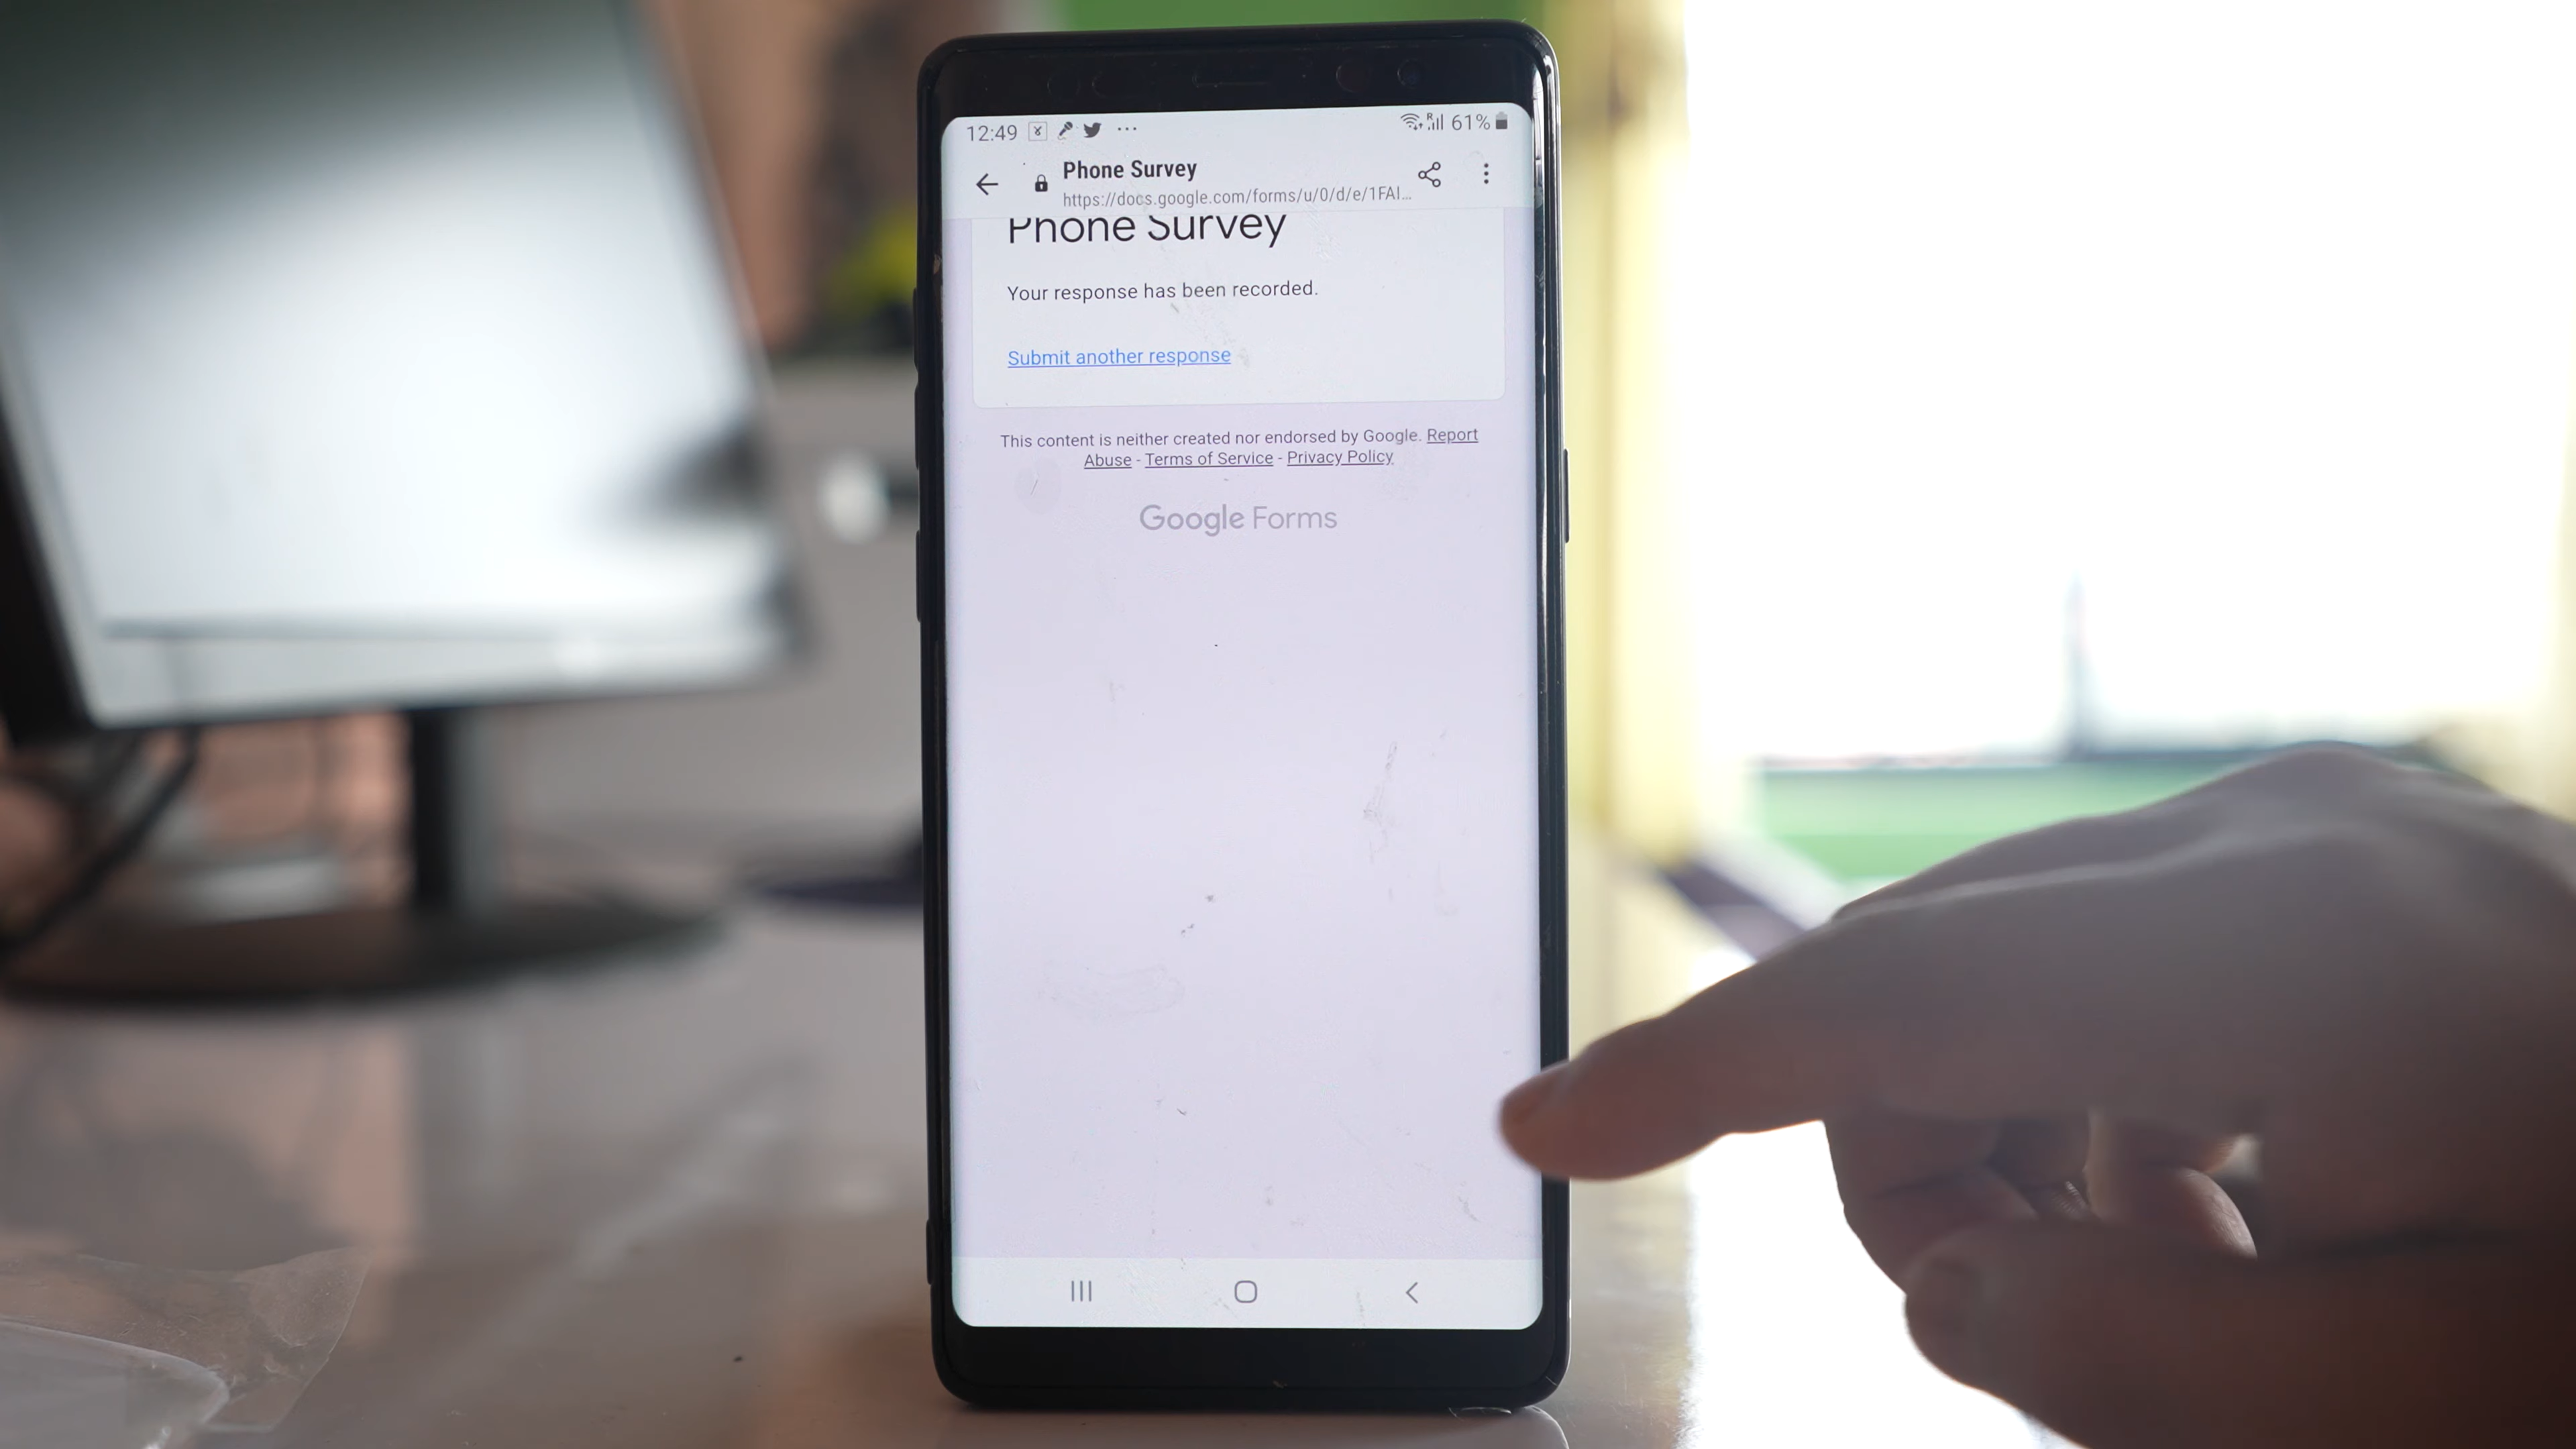 12:49
61%
Phone Survey
https://docs.google.com/forms/u/0/d/e/1FAI...
Phone Survey
Your response has been recorded.
Submit another response
This content is neither created nor endorsed by Google. Report
Abuse - Terms of Service - Privacy Policy
Google Forms